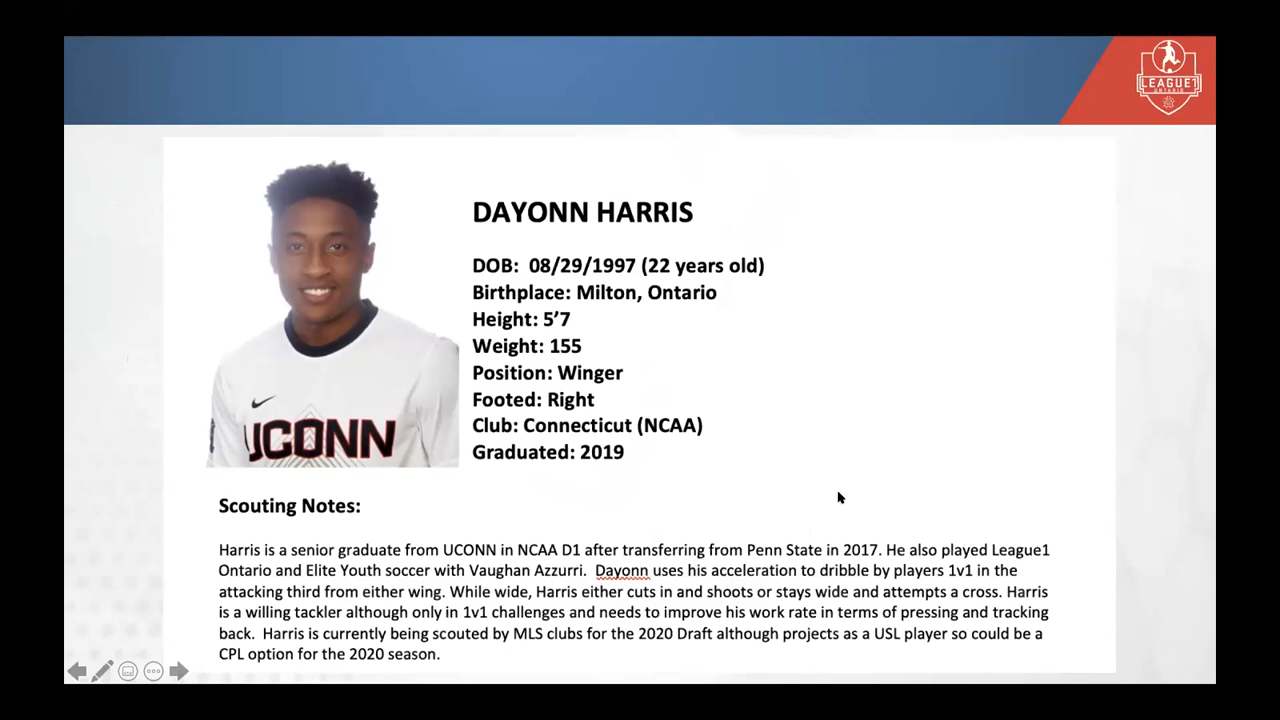 LEAGUE1
ONTARIO
DAYONN HARRIS
DOB:  08/29/1997 (22 years old)
Birthplace: Milton, Ontario
Height: 5’7
Weight: 155
Position: Winger
Footed: Right
Club: Connecticut (NCAA)
Graduated: 2019
UCONN
Scouting Notes:
Harris is a senior graduate from UCONN in NCAA D1 after transferring from Penn State in 2017. He also played League1
Ontario and Elite Youth soccer with Vaughan Azzurri.  Dayonn uses his acceleration to dribble by players 1v1 in the
attacking third from either wing. While wide, Harris either cuts in and shoots or stays wide and attempts a cross. Harris
is a willing tackler although only in 1v1 challenges and needs to improve his work rate in terms of pressing and tracking
back.  Harris is currently being scouted by MLS clubs for the 2020 Draft although projects as a USL player so could be a
CPL option for the 2020 season.